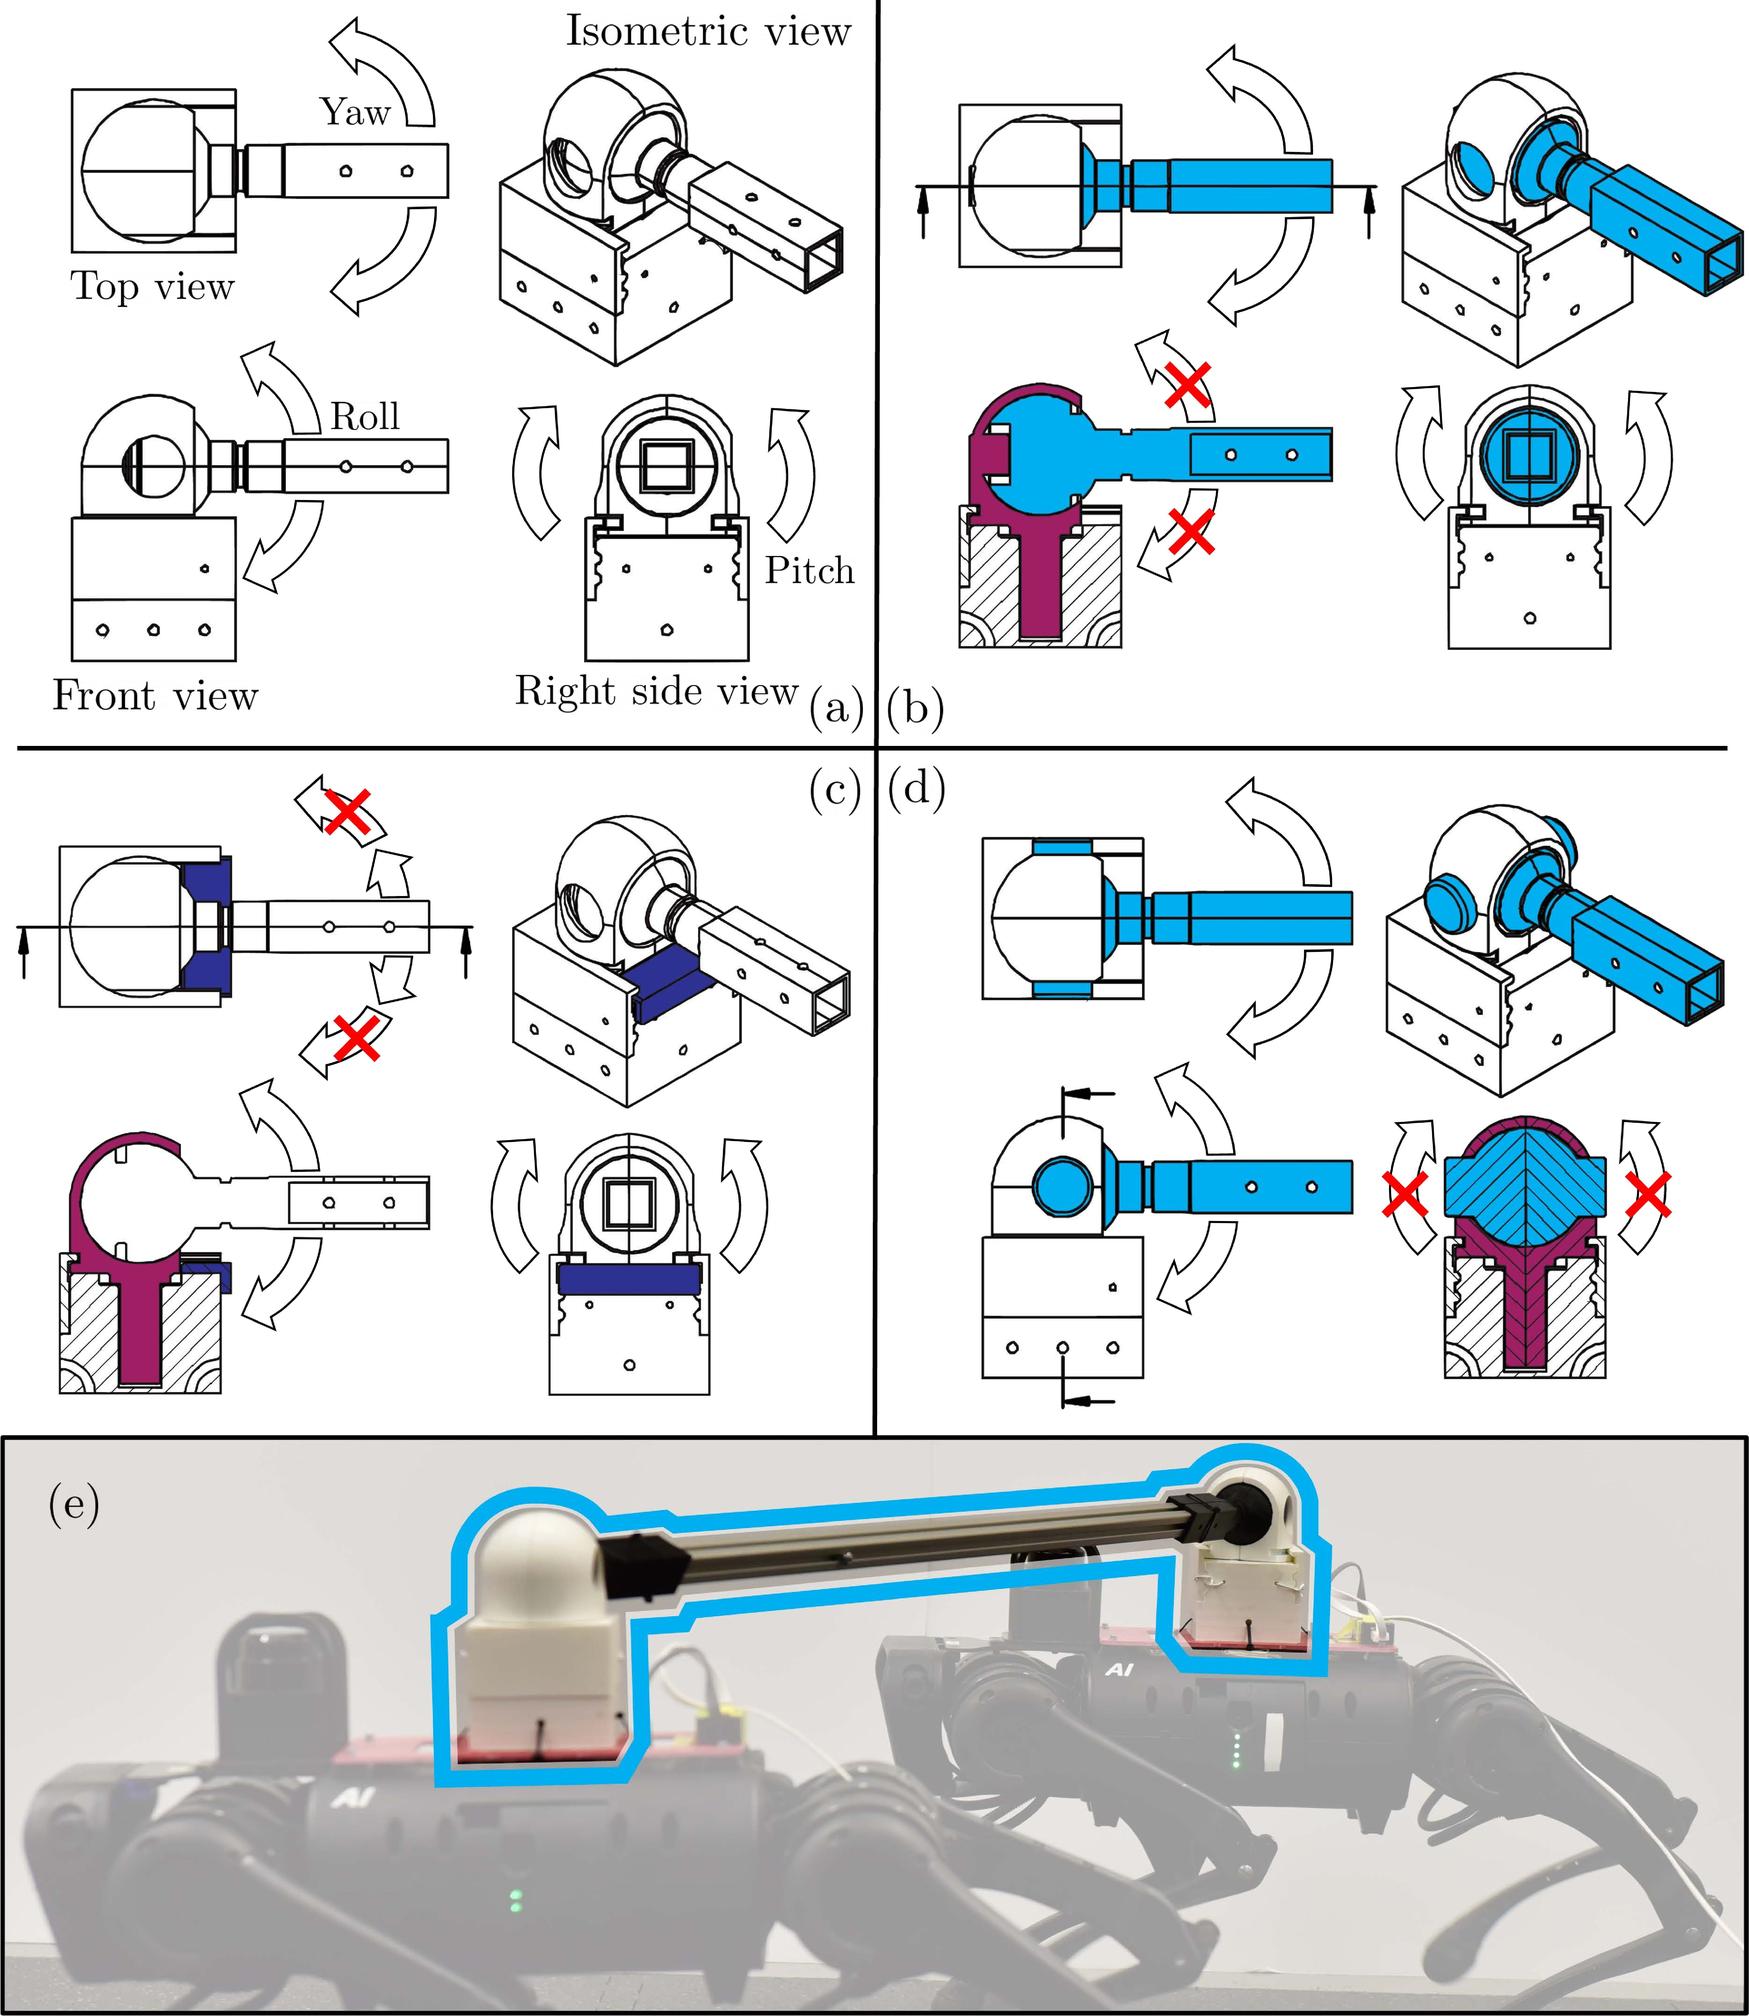 Isometric view
Yaw
Top view
Roll
Pitch
Front view
Right side view
(a)
(b)
(c)
(d)
(e)
AI
AI